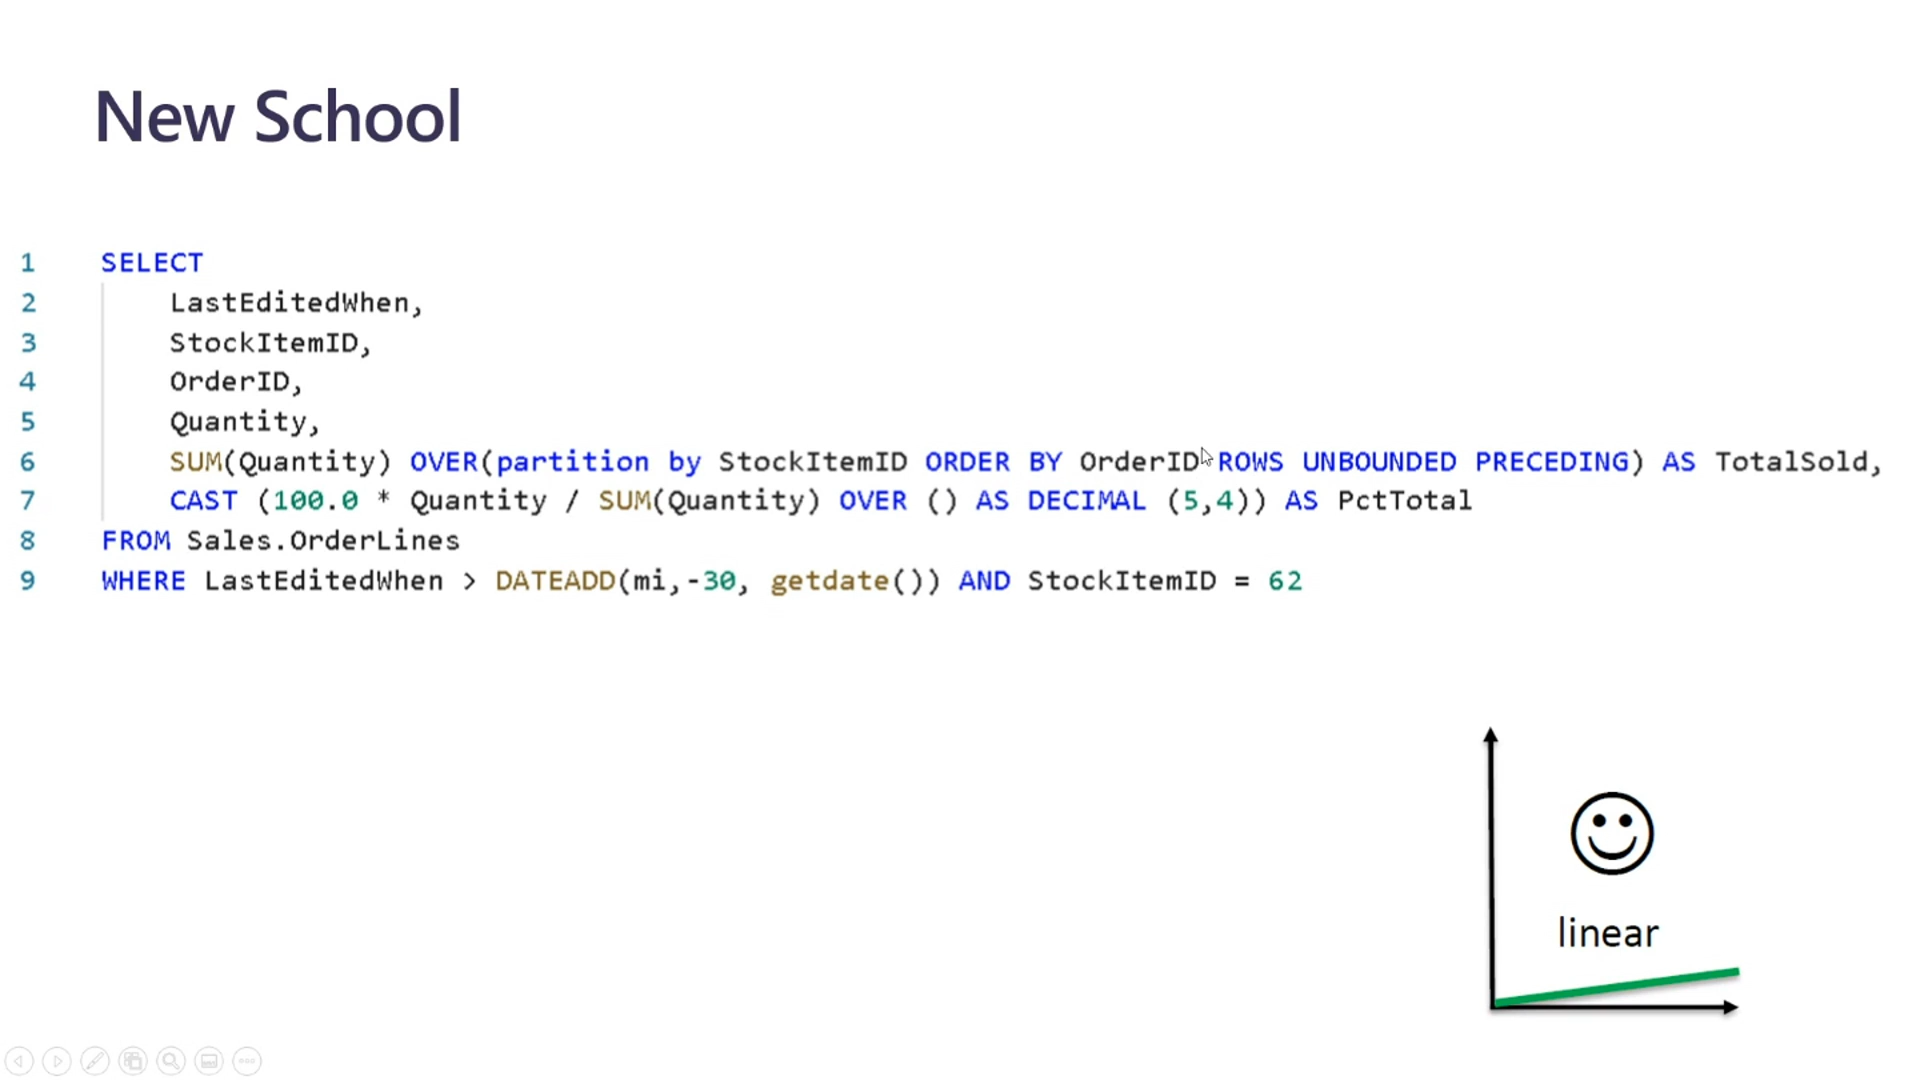 New School
1 SELECT
2 LastEditedWhen,
3 StockItemID,
4 OrderID,
5 Quantity,
6 SUM(Quantity) OVER(partition by StockItemID ORDER BY OrderID ROWS UNBOUNDED PRECEDING) AS TotalSold,
7 CAST (100.0 * Quantity / SUM(Quantity) OVER () AS DECIMAL (5,4)) AS PctTotal
8 FROM Sales.OrderLines
9 WHERE LastEditedWhen > DATEADD(mi,-30, getdate()) AND StockItemID = 62
linear